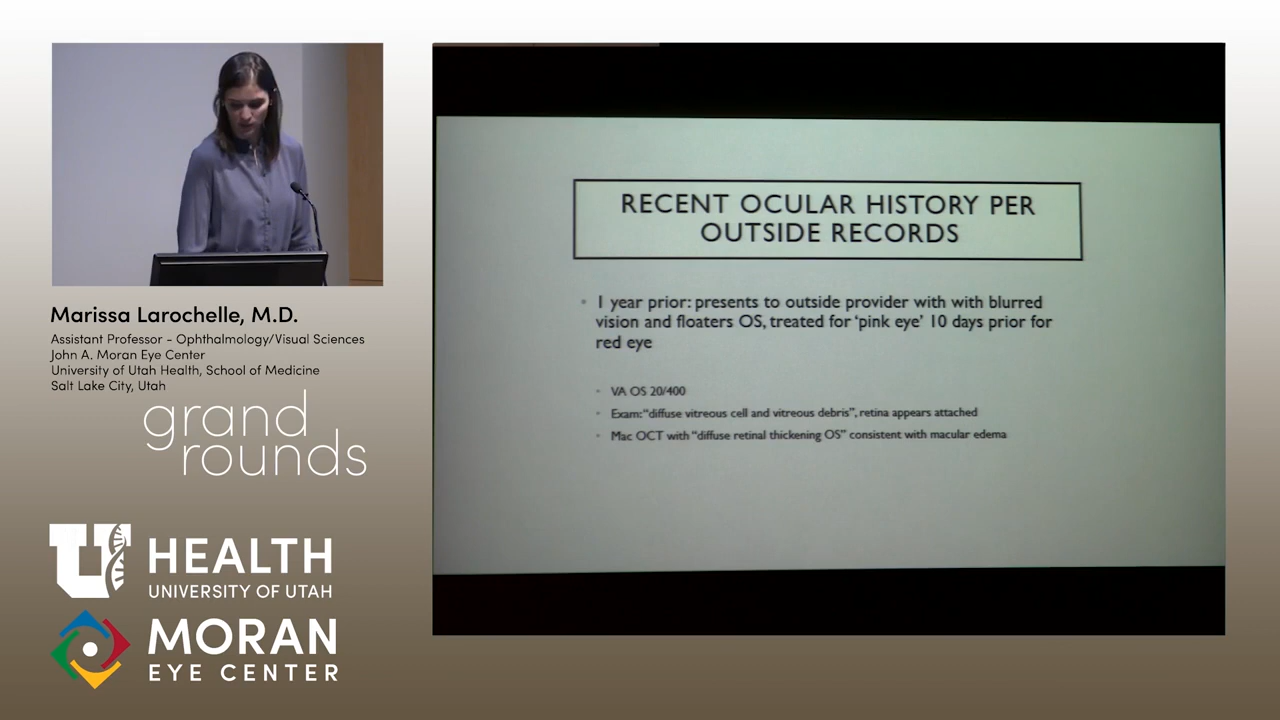 Marissa Larochelle, M.D.
Assistant Professor - Ophthalmology/Visual Sciences
John A. Moran Eye Center
University of Utah Health, School of Medicine
Salt Lake City, Utah
grand
rounds
U
HEALTH
UNIVERSITY OF UTAH
MORAN
EYE CENTER
RECENT OCULAR HISTORY PER
OUTSIDE RECORDS
• 1 year prior: presents to outside provider with with blurred
vision and floaters OS, treated for ‘pink eye’ 10 days prior for
red eye
• VA OS 20/400
• Exam: “diffuse vitreous cell and vitreous debris”, retina appears attached
• Mac OCT with “diffuse retinal thickening OS” consistent with macular edema